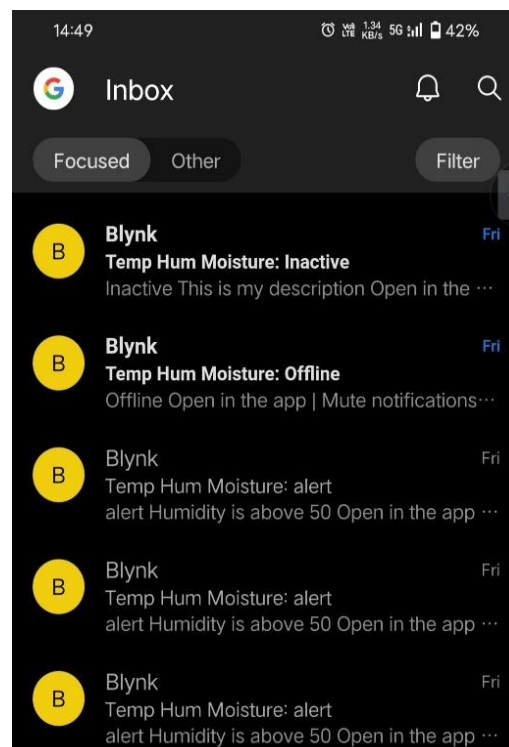 14:49 Vo) LTE 1.34 KB/s 5G 42%
G Inbox
Focused Other Filter
Blynk Fri
B Temp Hum Moisture: Inactive
Inactive This is my description Open in the ...
Blynk Fri
B Temp Hum Moisture: Offline
Offline Open in the app | Mute notifications...
Blynk Fri
B Temp Hum Moisture: alert
alert Humidity is above 50 Open in the app ...
Blynk Fri
B Temp Hum Moisture: alert
alert Humidity is above 50 Open in the app ...
Blynk Fri
B Temp Hum Moisture: alert
alert Humidity is above 50 Open in the app ...